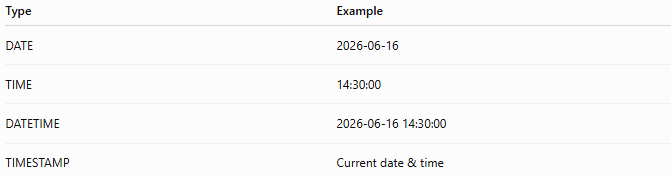 Type Example
DATE 2026-06-16
TIME 14:30:00
DATETIME 2026-06-16 14:30:00
TIMESTAMP Current date & time